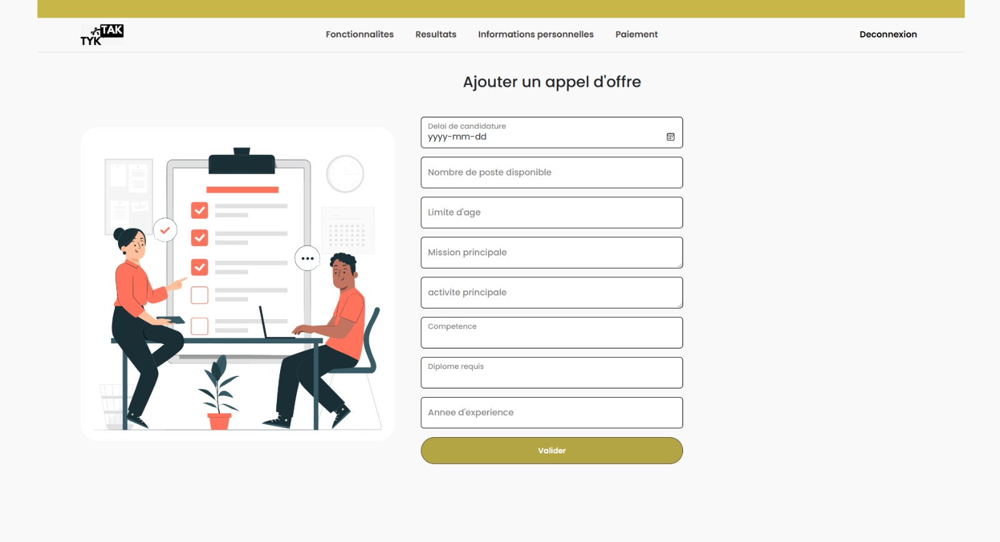 TYK TAK
Fonctionnalites Resultats Informations personnelles Paiement Deconnexion
Ajouter un appel d'offre
Delai de candidature
yyyy-mm-dd
Nombre de poste disponible
Limite d'age
Mission principale
activite principale
Competence
Diplome requis
Annee d'experience
Valider